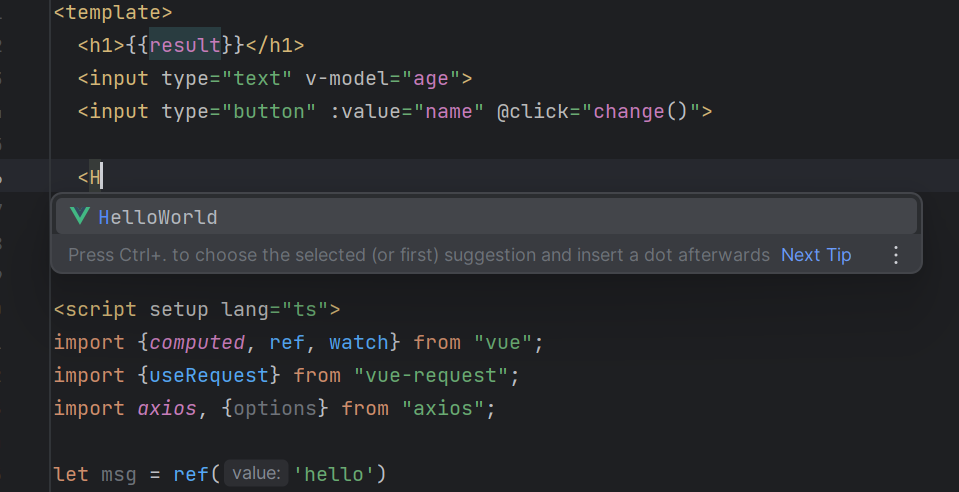 <template>
<h1>{{result}}</h1>
<input type="text" v-model="age">
<input type="button" :value="name" @click="change()">
<H
HelloWorld
Press Ctrl+. to choose the selected (or first) suggestion and insert a dot afterwards Next Tip
<script setup lang="ts">
import {computed, ref, watch} from "vue";
import {useRequest} from "vue-request";
import axios, {options} from "axios";
let msg = ref( value: 'hello')